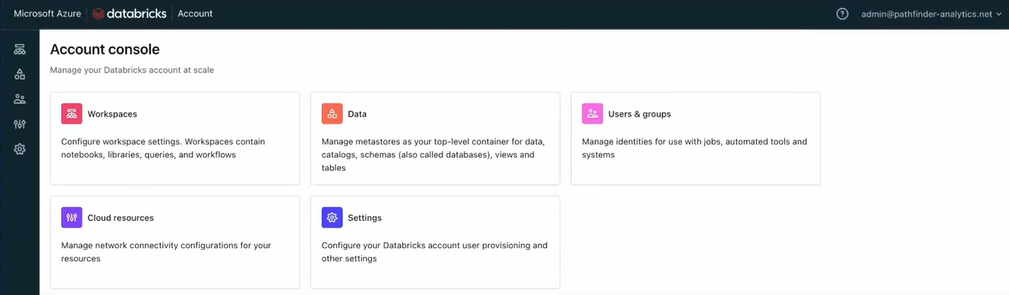 Microsoft Azure databricks Account
admin@pathfinder-analytics.net
Account console
Manage your Databricks account at scale
Workspaces
Configure workspace settings. Workspaces contain
notebooks, libraries, queries, and workflows
Data
Manage metastores as your top-level container for data,
catalogs, schemas (also called databases), views and
tables
Users & groups
Manage identities for use with jobs, automated tools and
systems
Cloud resources
Manage network connectivity configurations for your
resources
Settings
Configure your Databricks account user provisioning and
other settings